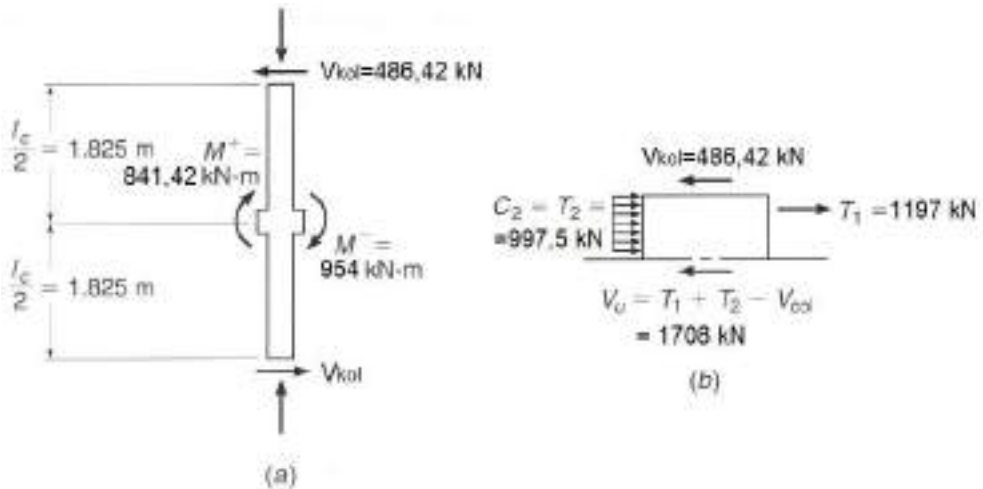 Vkol=486,42 kN
lc/2 = 1.825 m
M⁺ =
841,42 kN-m
M⁻ =
954 kN-m
lc/2 = 1.825 m
Vkol
(a)
Vkol=486,42 kN
C₂ = T₂ =
=997,5 kN
T₁ =1197 kN
Vu = T₁ + T₂ − Vcol
= 1708 kN
(b)